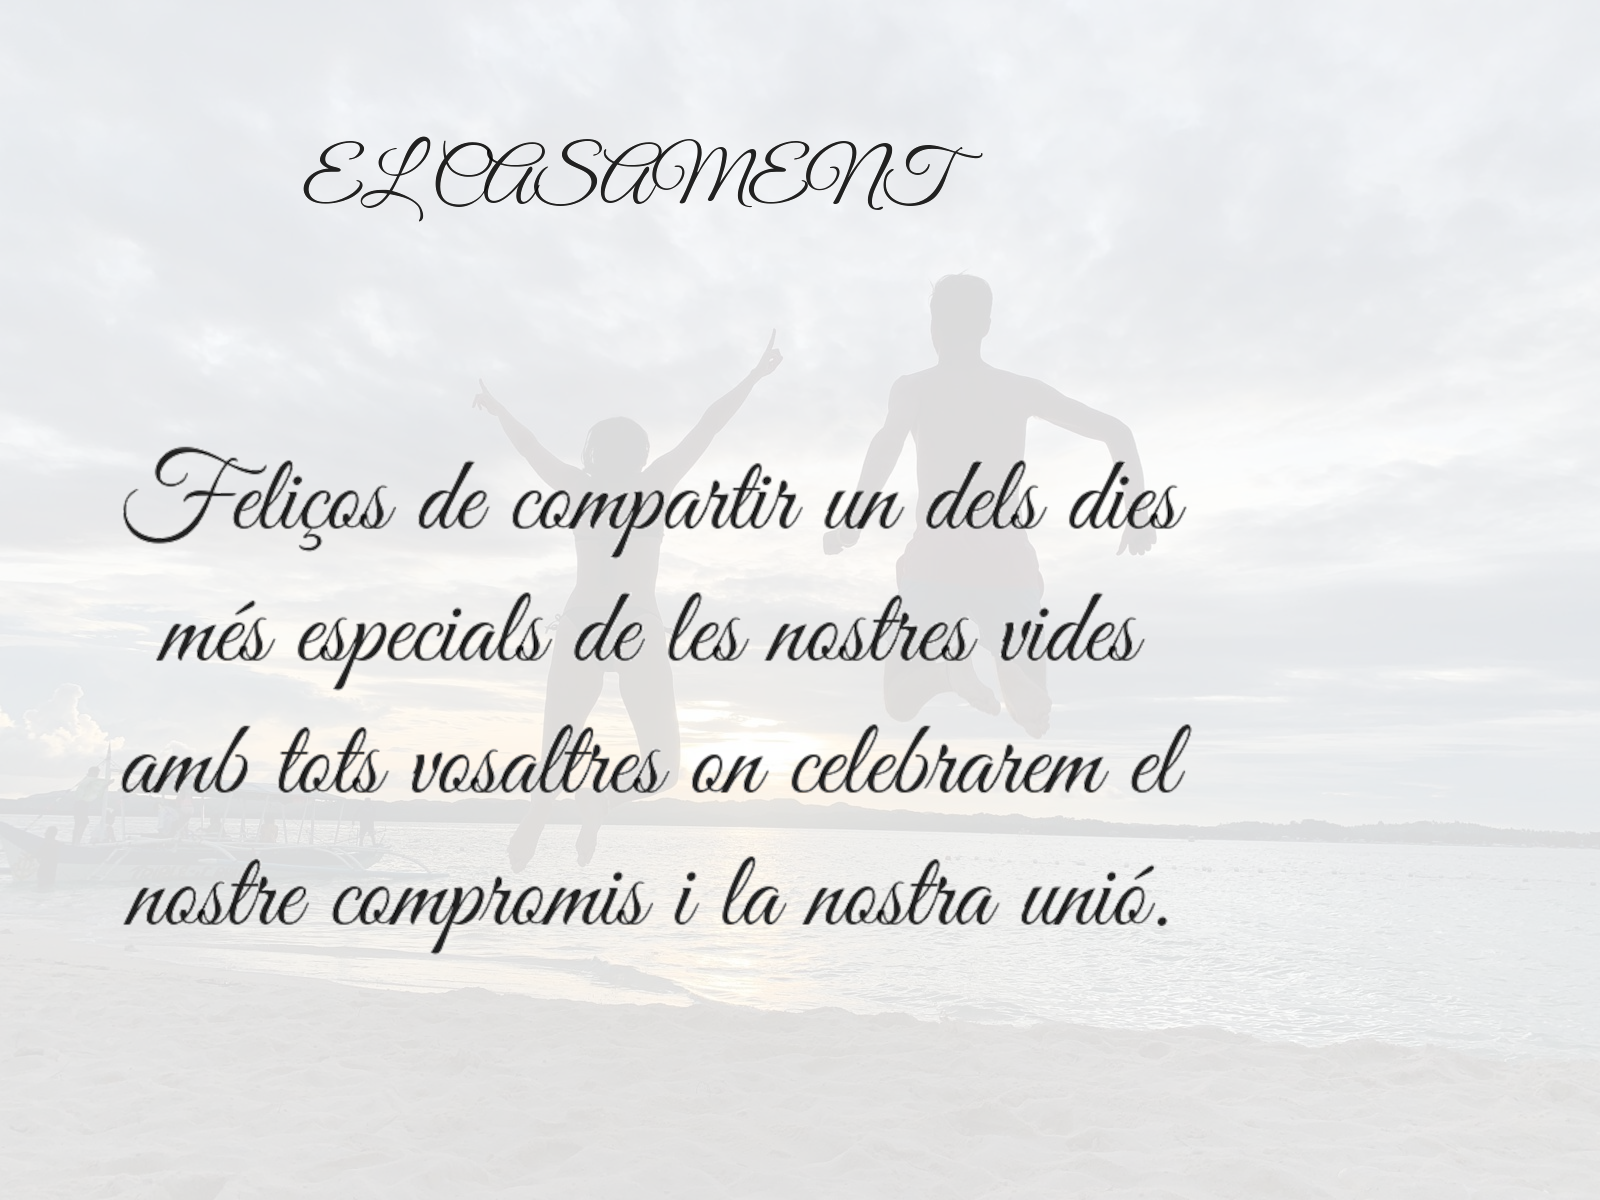 EL CASAMENT
Feliços de compartir un dels dies
més especials de les nostres vides
amb tots vosaltres on celebrarem el
nostre compromis i la nostra unió.